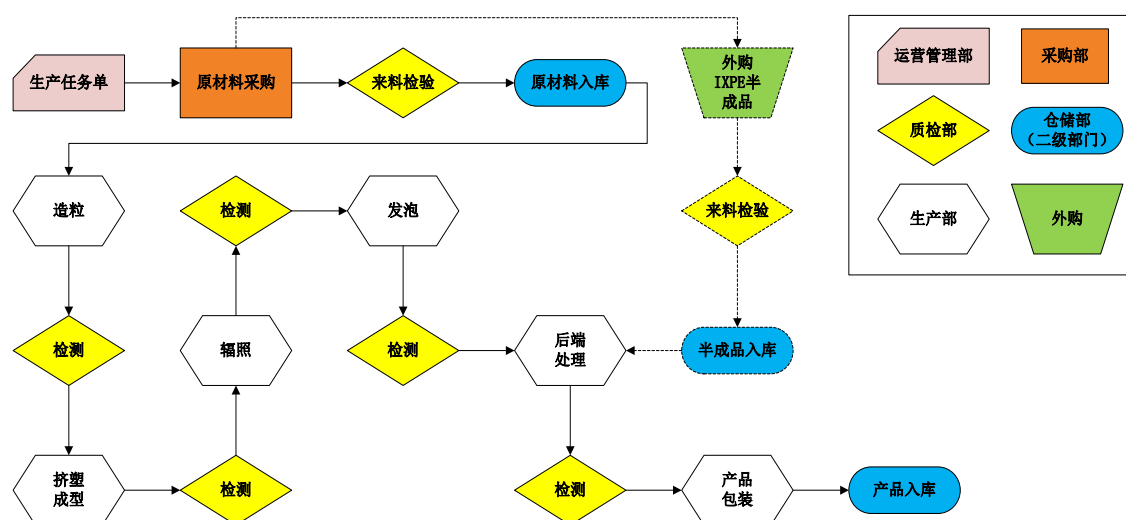 生产任务单
原材料采购
来料检验
原材料入库
外购
IXPE半
成品
运营管理部
采购部
质检部
仓储部
(二级部门)
生产部
外购
造粒
检测
发泡
来料检验
检测
辐照
检测
后端
处理
半成品入库
挤塑
成型
检测
检测
产品
包装
产品入库